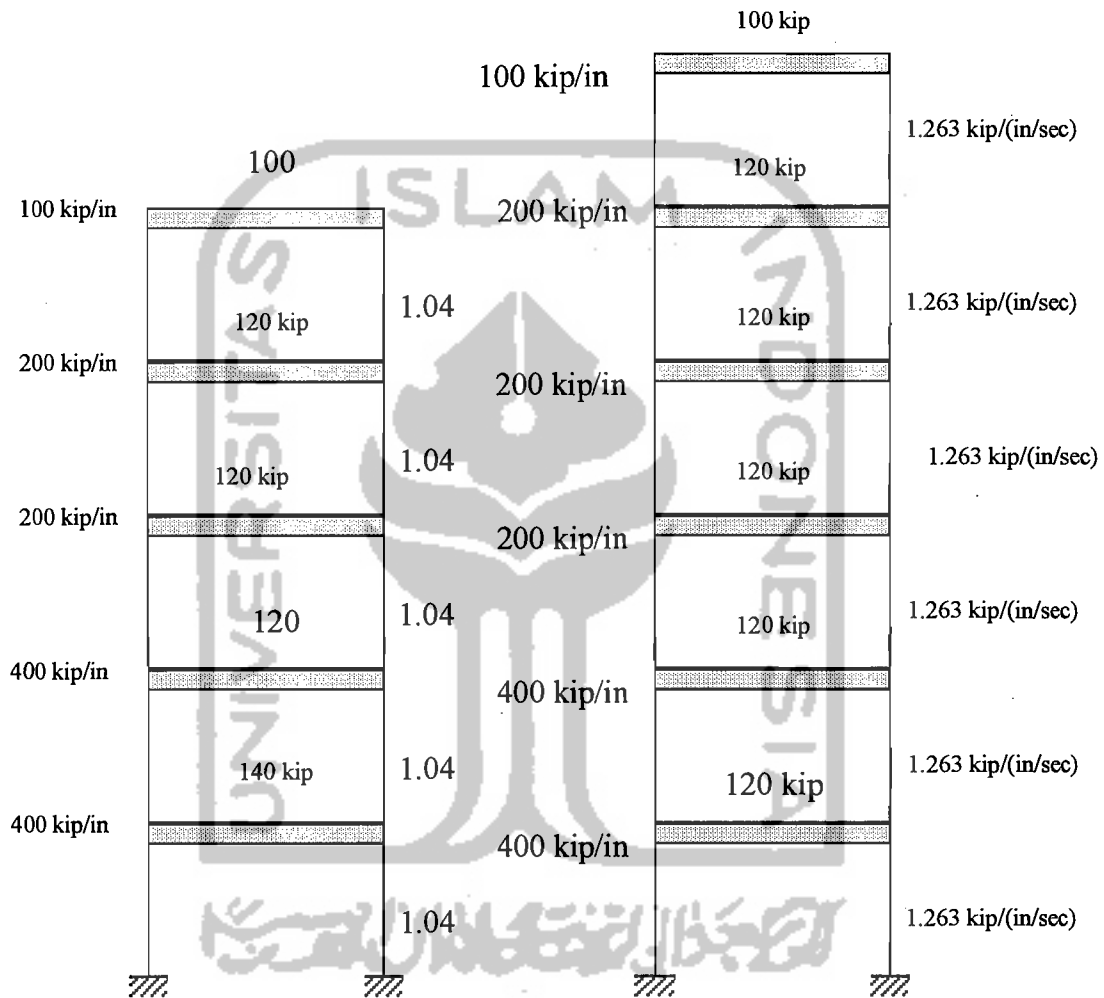 100 kip
100 kip/in
1.263 kip/(in/sec)
100
120 kip
100 kip/in
200 kip/in
1.04
120 kip
120 kip
1.263 kip/(in/sec)
200 kip/in
200 kip/in
1.04
120 kip
120 kip
1.263 kip/(in/sec)
200 kip/in
200 kip/in
120
1.04
120 kip
1.263 kip/(in/sec)
400 kip/in
400 kip/in
140 kip
1.04
120 kip
1.263 kip/(in/sec)
400 kip/in
400 kip/in
1.04
1.263 kip/(in/sec)
UNIVERSITAS
ISLAM
INDONESIA